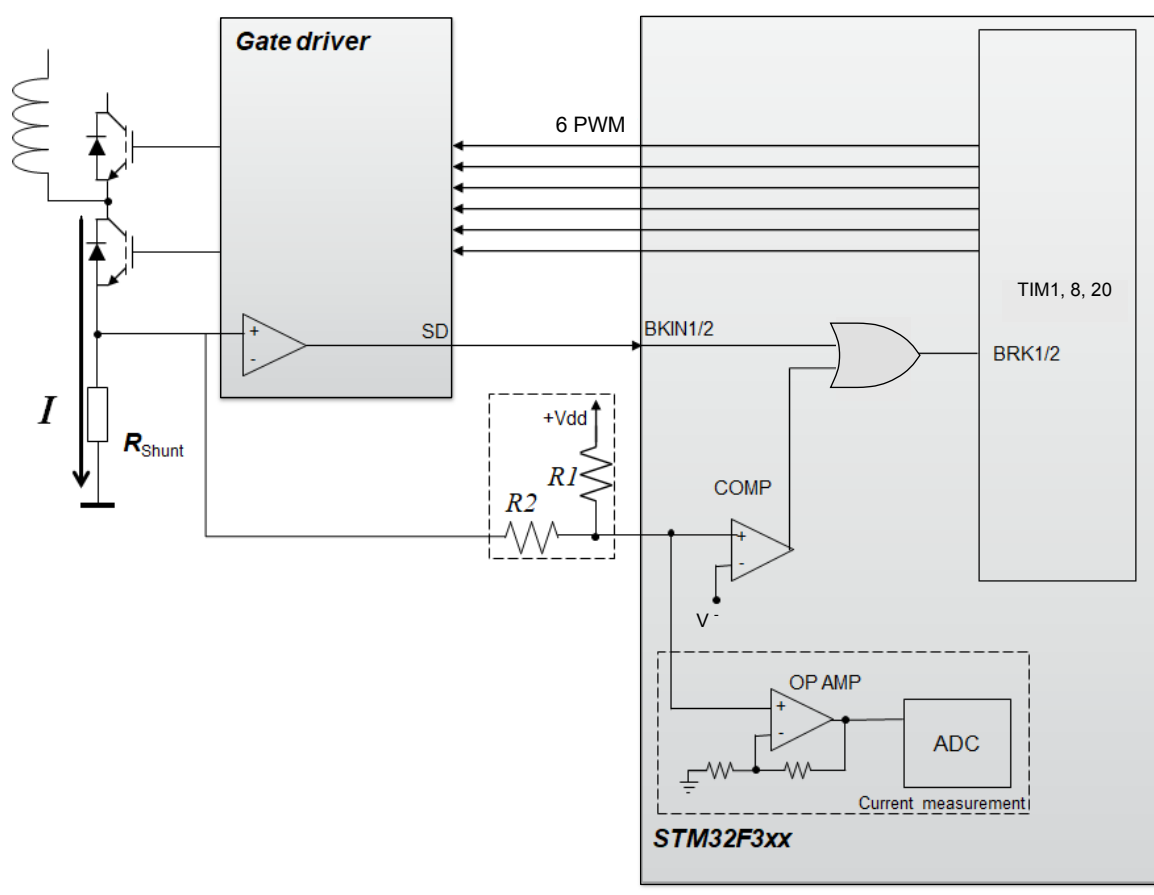 Gate driver
6 PWM
TIM1, 8, 20
+
-
SD
BKIN1/2
BRK1/2
I
RShunt
+Vdd
R1
R2
COMP
+
-
V -
OP AMP
+
-
ADC
Current measurement
STM32F3xx